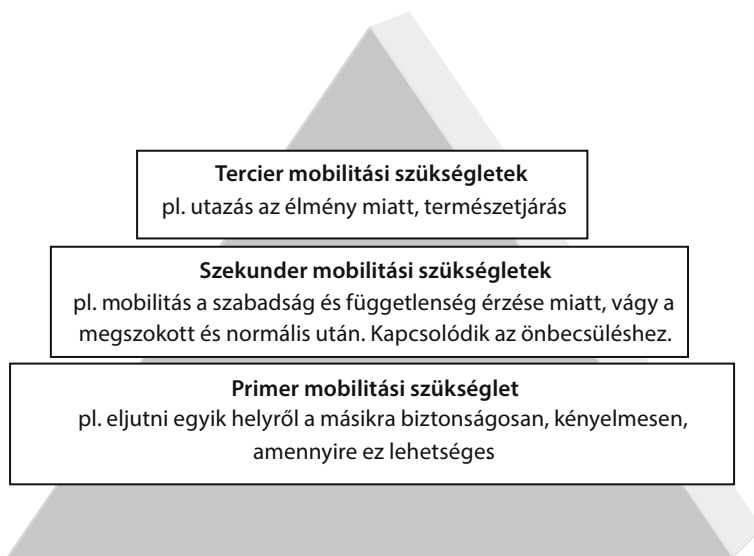 Tercier mobilitási szükségletek
pl. utazás az élmény miatt, természetjárás
Szekunder mobilitási szükségletek
pl. mobilitás a szabadság és függetlenség érzése miatt, vagy a
megszokott és normális után. Kapcsolódik az önbecsüléshez.
Primer mobilitási szükséglet
pl. eljutni egyik helyről a másikra biztonságosan, kényelmesen,
amennyire ez lehetséges